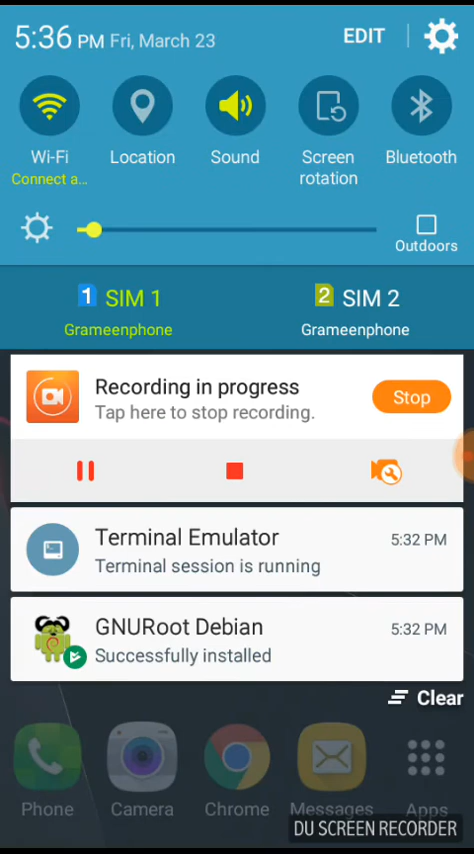 5:36 PM Fri, March 23 EDIT
Wi-Fi Location Sound Screen rotation Bluetooth
Connect a...
Outdoors
1 SIM 1 2 SIM 2
Grameenphone Grameenphone
Recording in progress
Tap here to stop recording.
Stop
Terminal Emulator 5:32 PM
Terminal session is running
GNURoot Debian 5:32 PM
Successfully installed
Clear
Phone Camera Chrome Messages Apps
DU SCREEN RECORDER